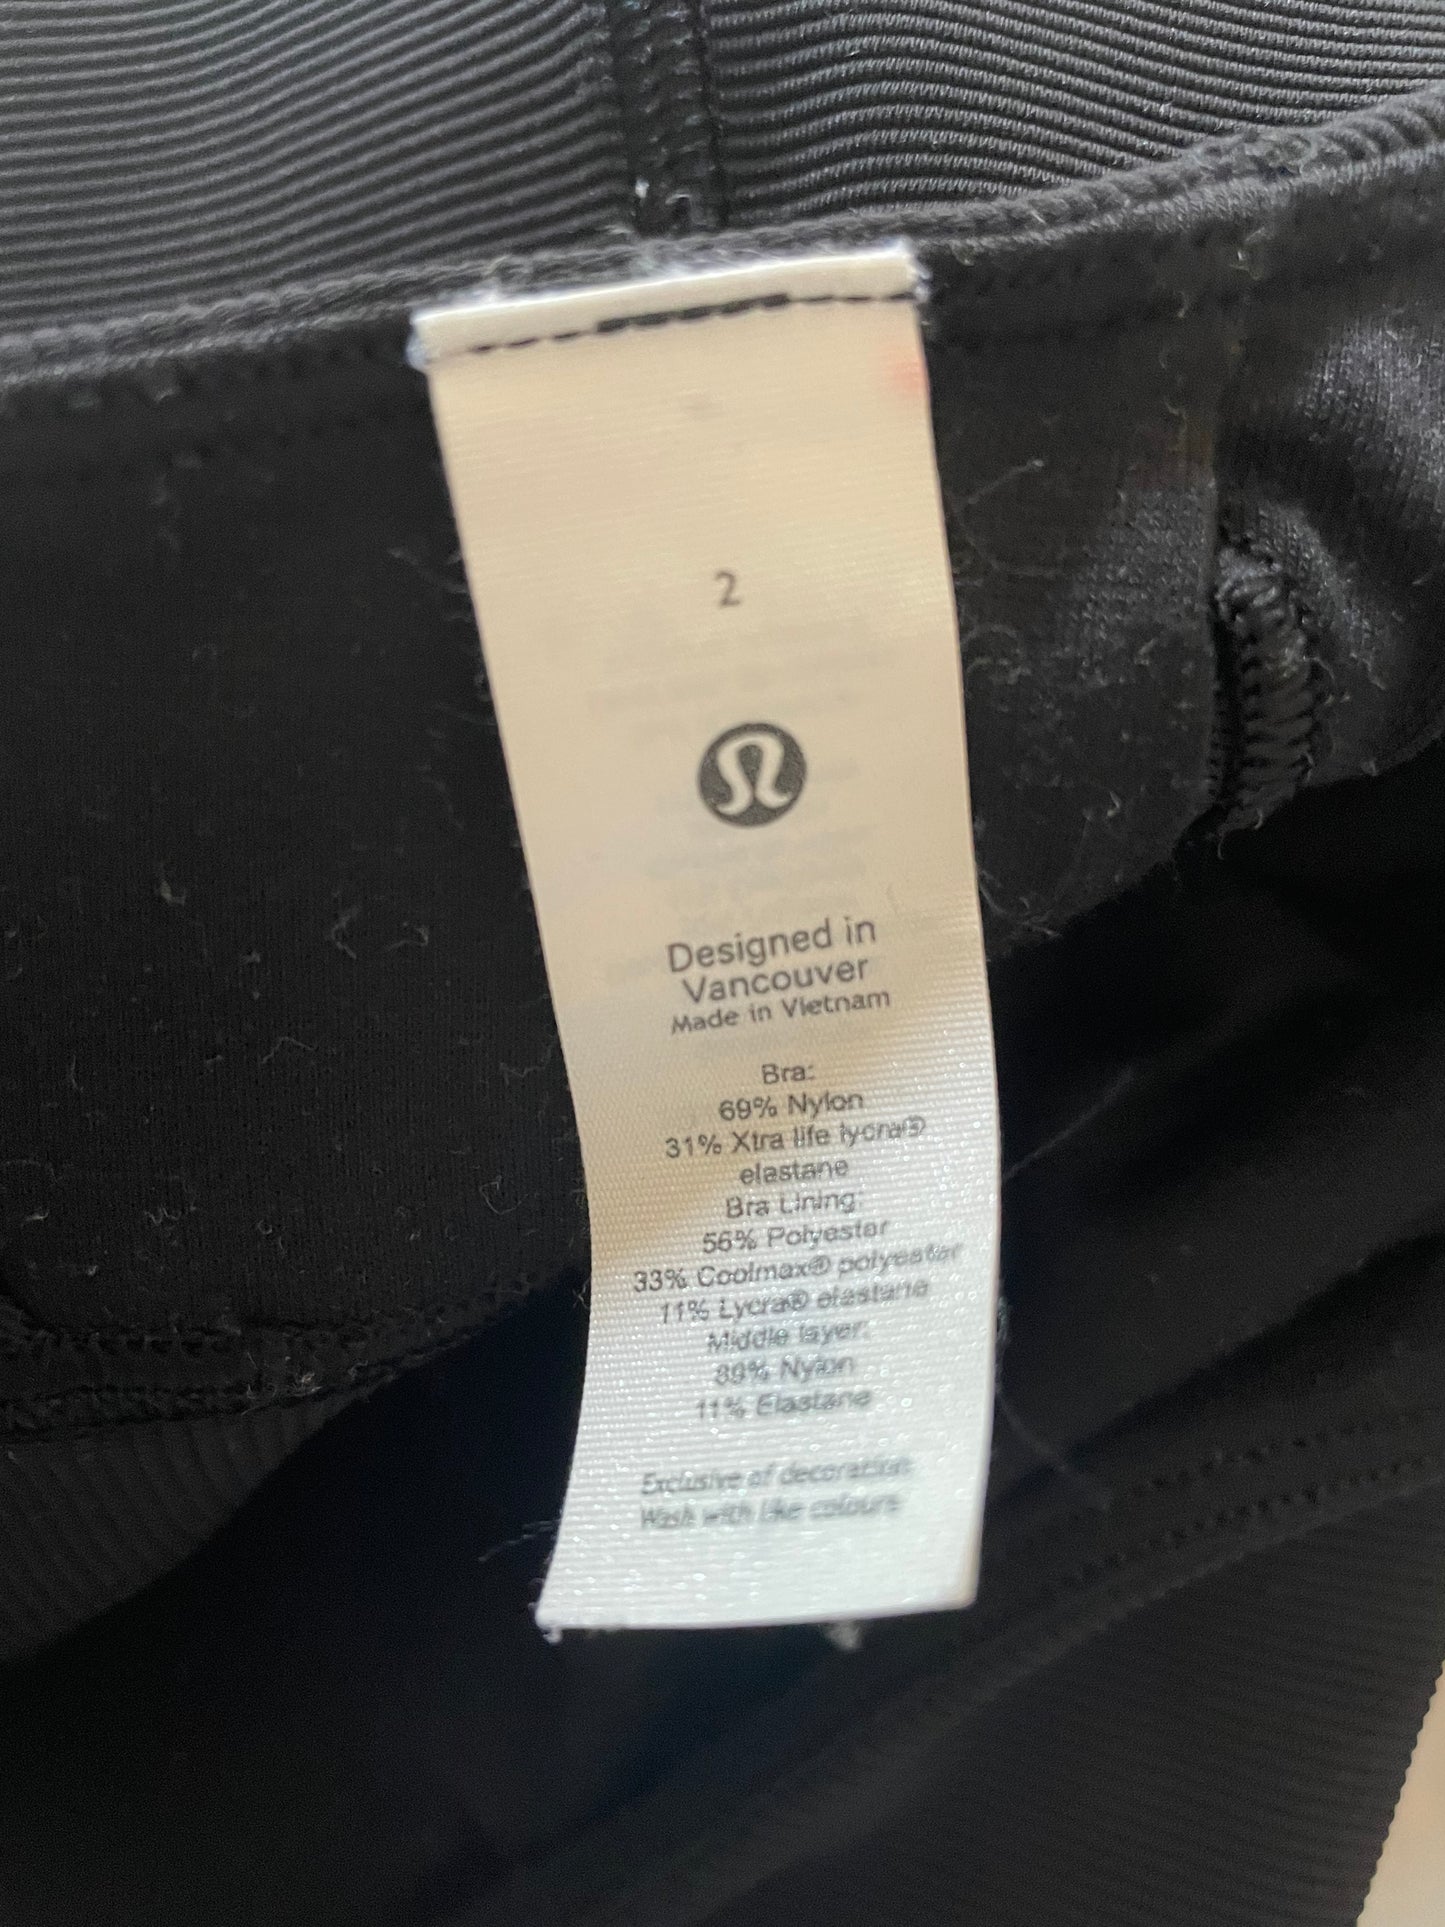 2
Designed in
Vancouver
Made in Vietnam
Bra:
69% Nylon
31% Xtra life lycra®
elastane
Bra Lining:
56% Polyester
33% Coolmax® polyester
11% Lycra® elastane
Middle layer:
89% Nylon
11% Elastane
Exclusive of decoration
Wash with like colours